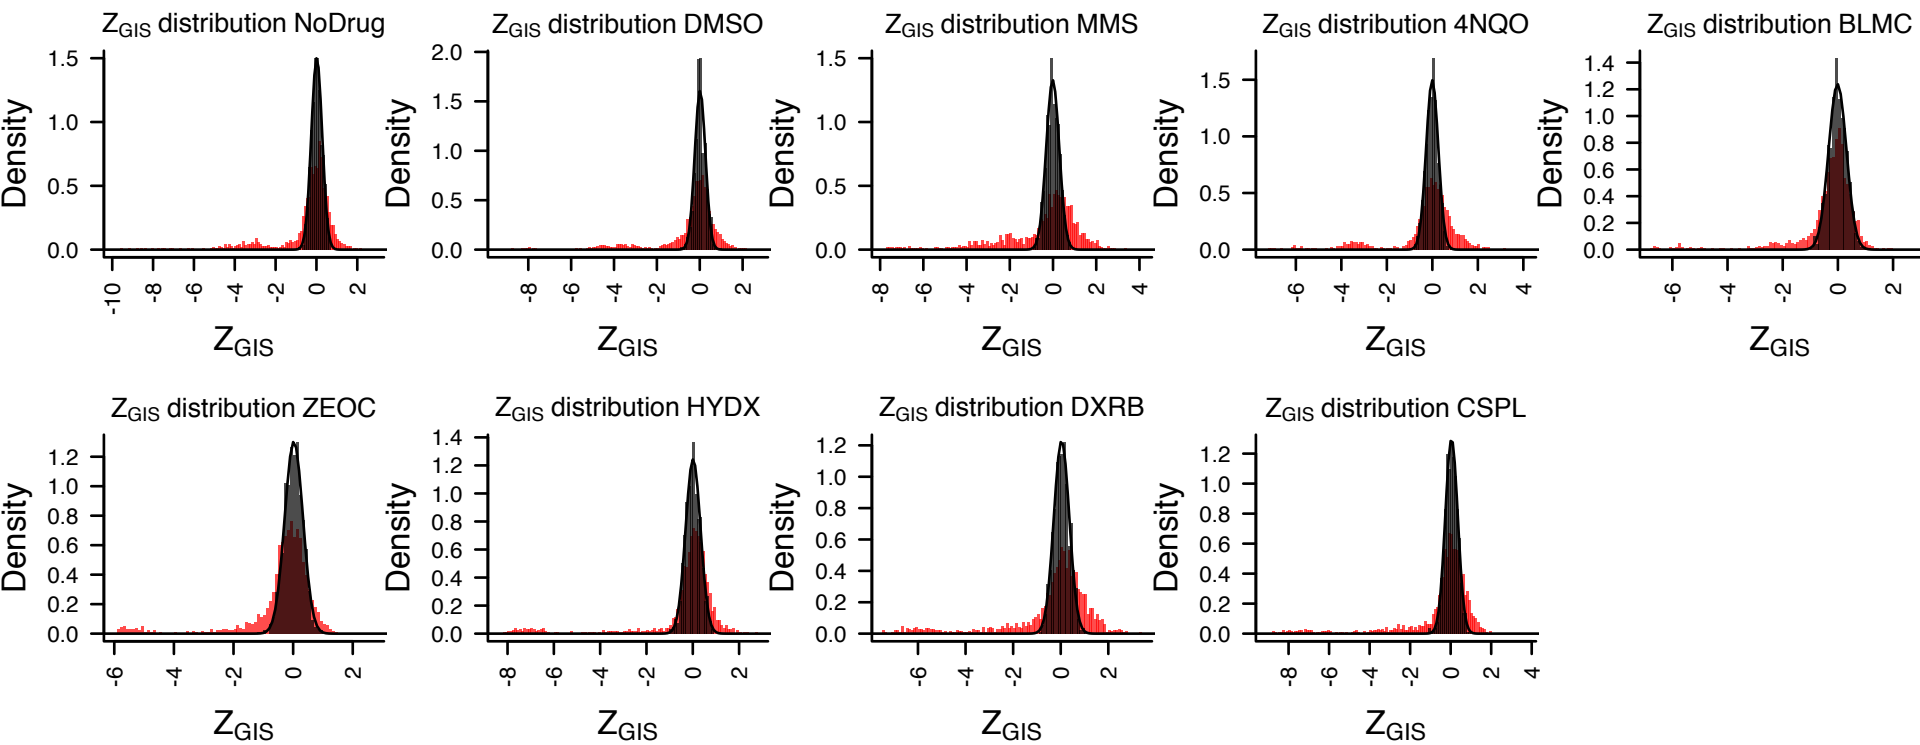 Z_GIS distribution NoDrug
Density
1.5
1.0
0.5
0.0
-10 -8 -6 -4 -2 0 2
Z_GIS
Z_GIS distribution DMSO
Density
2.0
1.5
1.0
0.5
0.0
-8 -6 -4 -2 0 2
Z_GIS
Z_GIS distribution MMS
Density
1.5
1.0
0.5
0.0
-8 -6 -4 -2 0 2 4
Z_GIS
Z_GIS distribution 4NQO
Density
1.5
1.0
0.5
0.0
-6 -4 -2 0 2 4
Z_GIS
Z_GIS distribution BLMC
Density
1.4
1.2
1.0
0.8
0.6
0.4
0.2
0.0
-6 -4 -2 0 2
Z_GIS
Z_GIS distribution ZEOC
Density
1.2
1.0
0.8
0.6
0.4
0.2
0.0
-6 -4 -2 0 2
Z_GIS
Z_GIS distribution HYDX
Density
1.4
1.2
1.0
0.8
0.6
0.4
0.2
0.0
-8 -6 -4 -2 0 2
Z_GIS
Z_GIS distribution DXRB
Density
1.2
1.0
0.8
0.6
0.4
0.2
0.0
-6 -4 -2 0 2
Z_GIS
Z_GIS distribution CSPL
Density
1.2
1.0
0.8
0.6
0.4
0.2
0.0
-8 -6 -4 -2 0 2 4
Z_GIS